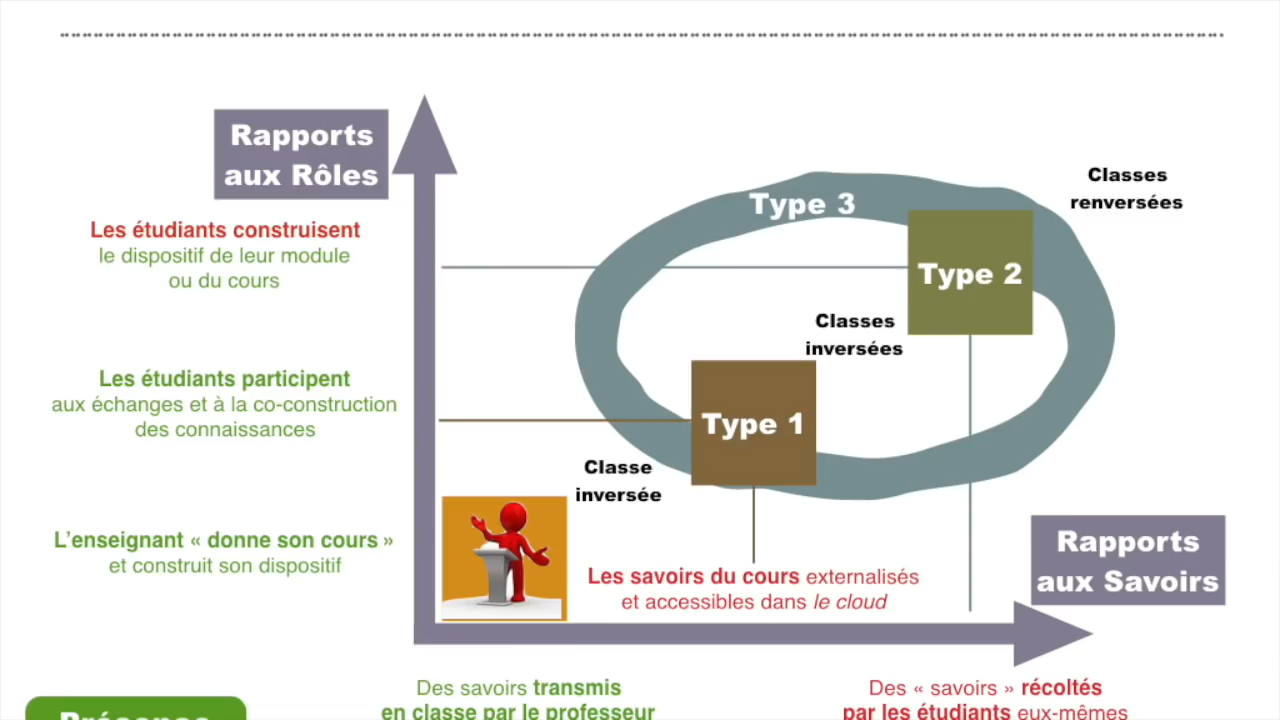 Rapports
aux Rôles
Les étudiants construisent
le dispositif de leur module
ou du cours
Les étudiants participent
aux échanges et à la co-construction
des connaissances
L'enseignant « donne son cours »
et construit son dispositif
Type 3
Classes
renversées
Type 2
Classes
inversées
Type 1
Classe
inversée
Les savoirs du cours externalisés
et accessibles dans le cloud
Rapports
aux Savoirs
Des savoirs transmis
en classe par le professeur
Des « savoirs » récoltés
par les étudiants eux-mêmes
Présence